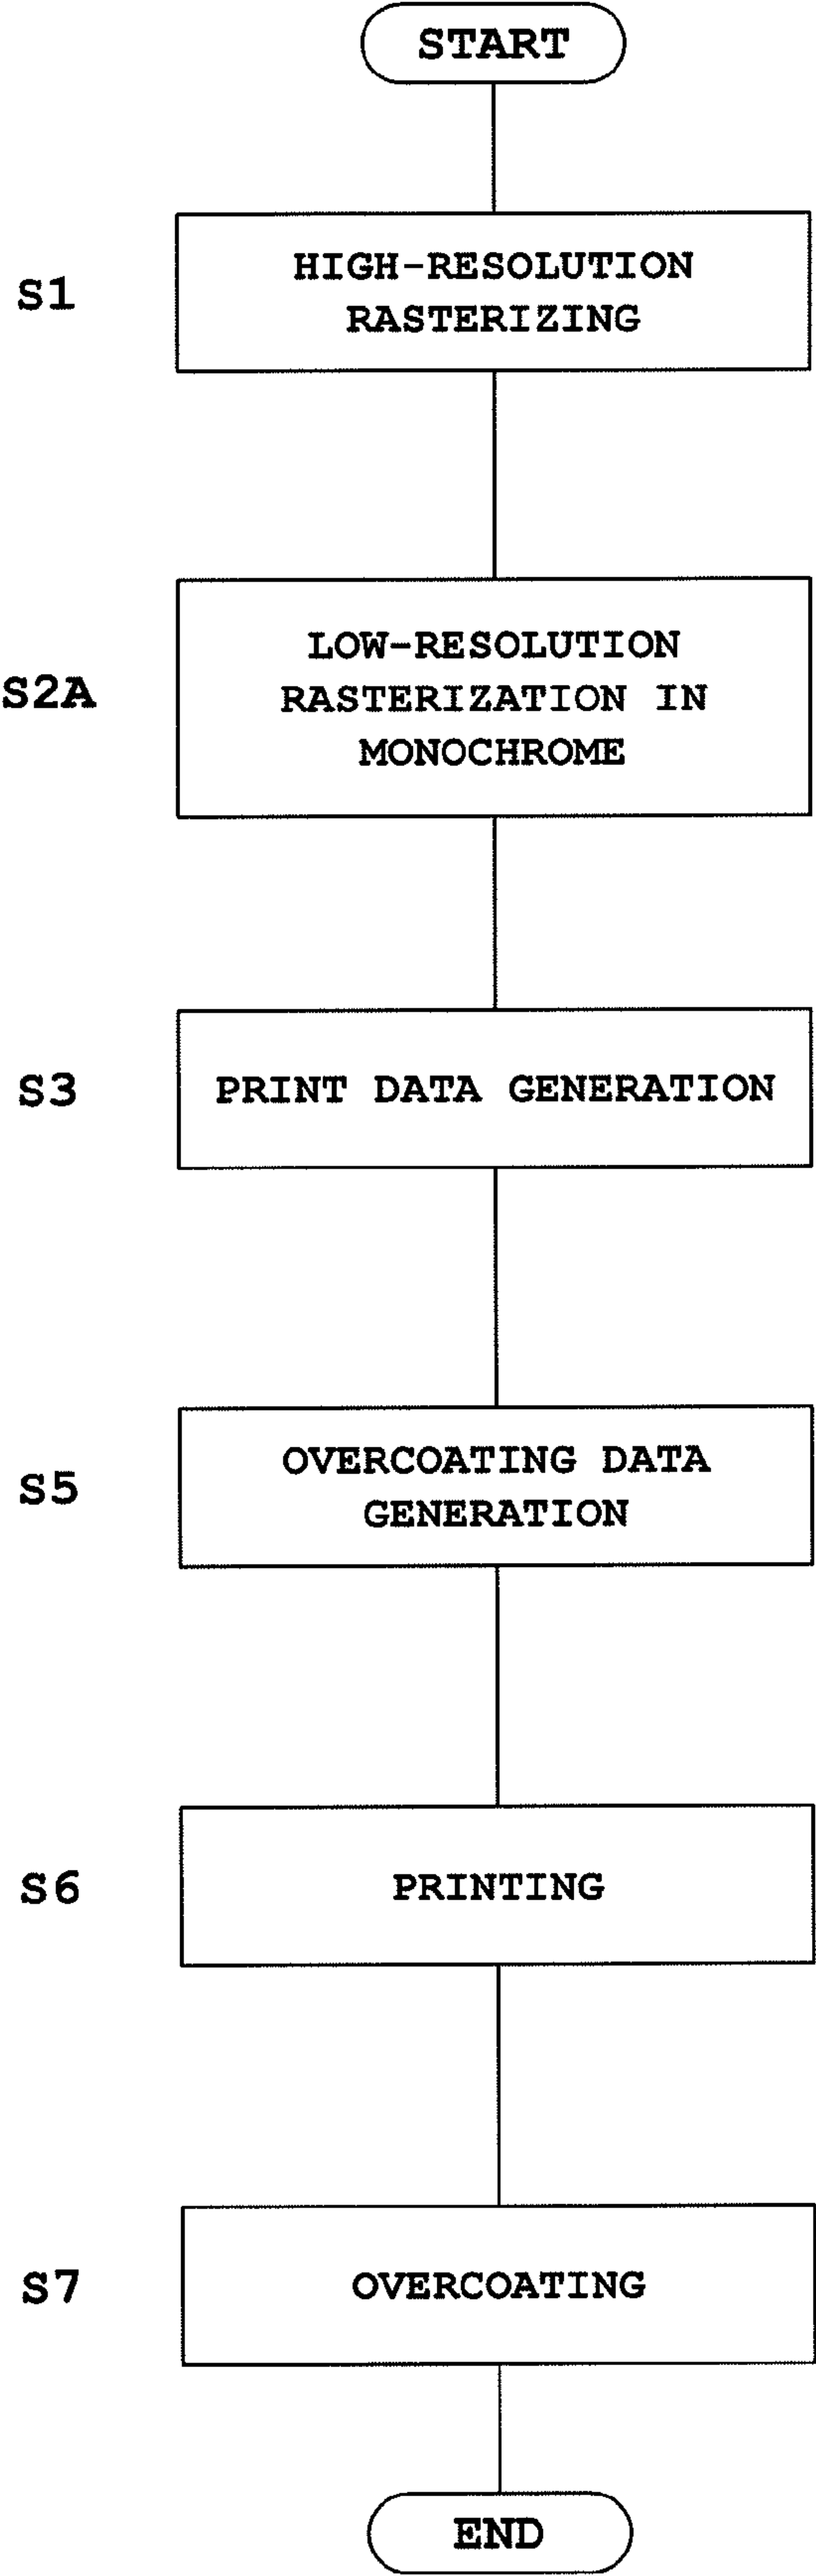 START
S1
HIGH-RESOLUTION
RASTERIZING
S2A
LOW-RESOLUTION
RASTERIZATION IN
MONOCHROME
S3
PRINT DATA GENERATION
S5
OVERCOATING DATA
GENERATION
S6
PRINTING
S7
OVERCOATING
END